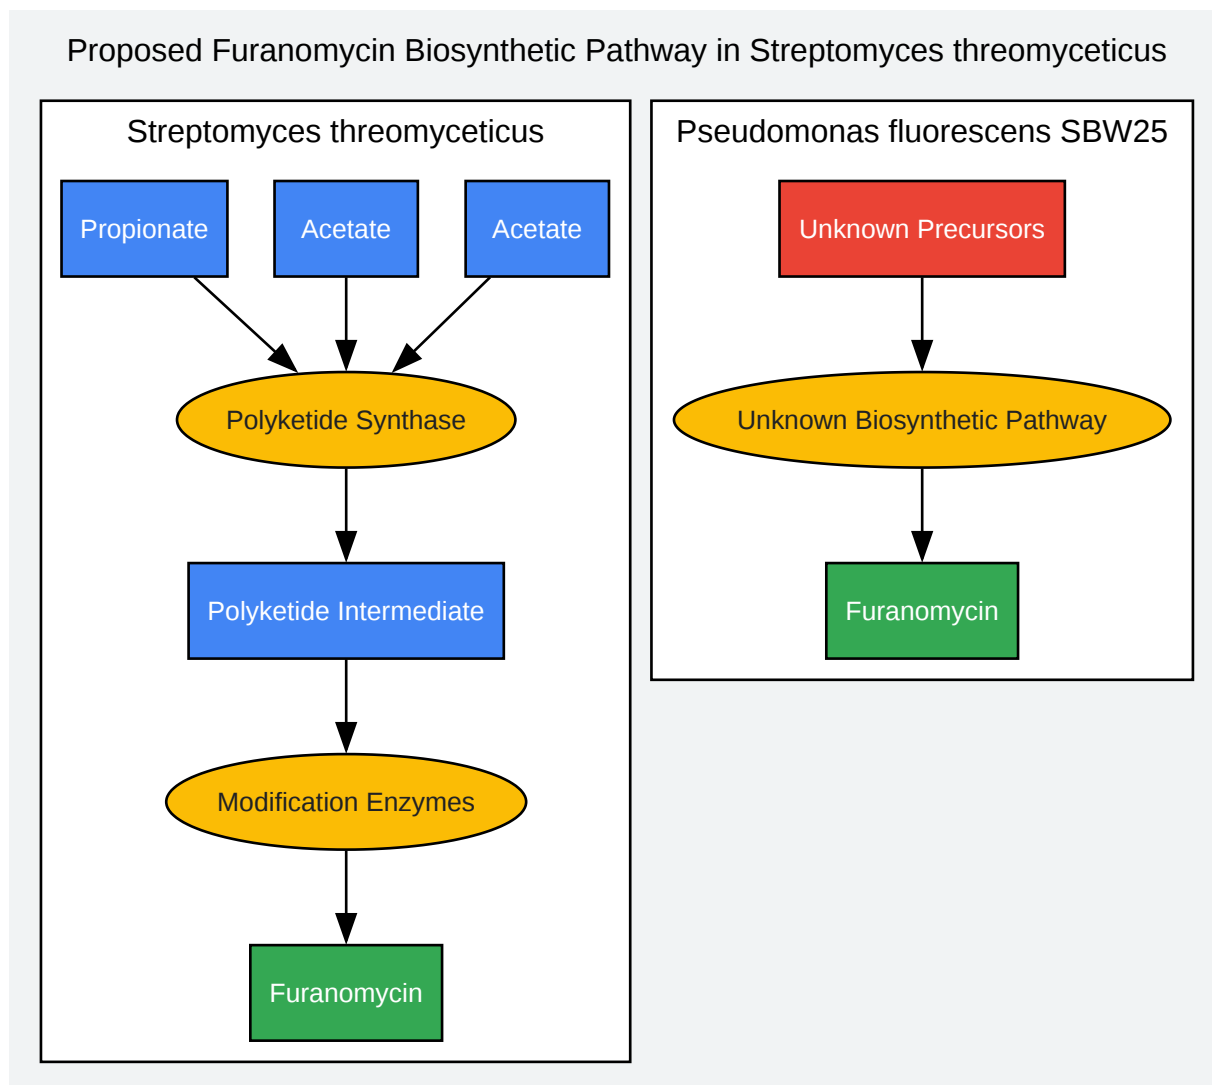 Proposed Furanomycin Biosynthetic Pathway in Streptomyces threomyceticus
Streptomyces threomyceticus
Propionate
Acetate
Acetate
Polyketide Synthase
Polyketide Intermediate
Modification Enzymes
Furanomycin
Pseudomonas fluorescens SBW25
Unknown Precursors
Unknown Biosynthetic Pathway
Furanomycin